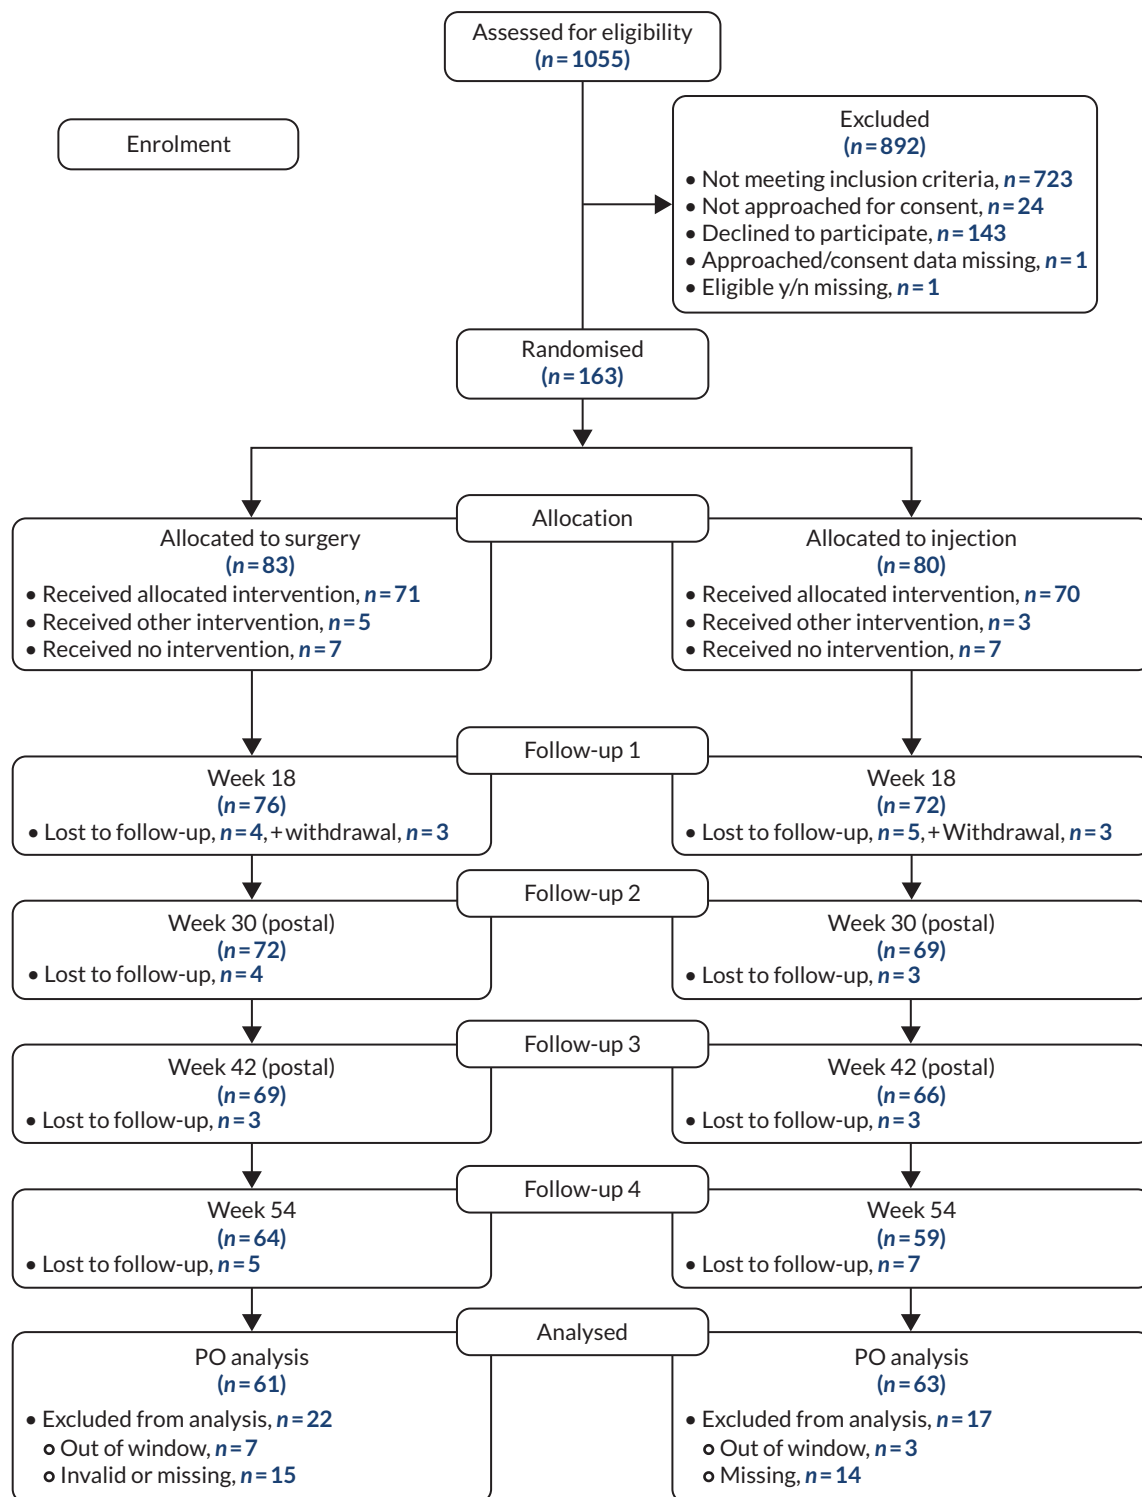 Assessed for eligibility
(n=1055)
Enrolment
Excluded
(n=892)
• Not meeting inclusion criteria, n=723
• Not approached for consent, n=24
• Declined to participate, n=143
• Approached/consent data missing, n=1
• Eligible y/n missing, n=1
Randomised
(n=163)
Allocation
Allocated to surgery
(n=83)
• Received allocated intervention, n=71
• Received other intervention, n=5
• Received no intervention, n=7
Allocated to injection
(n=80)
• Received allocated intervention, n=70
• Received other intervention, n=3
• Received no intervention, n=7
Follow-up 1
Week 18
(n=76)
• Lost to follow-up, n=4, +withdrawal, n=3
Week 18
(n=72)
• Lost to follow-up, n=5, +Withdrawal, n=3
Follow-up 2
Week 30 (postal)
(n=72)
• Lost to follow-up, n=4
Week 30 (postal)
(n=69)
• Lost to follow-up, n=3
Follow-up 3
Week 42 (postal)
(n=69)
• Lost to follow-up, n=3
Week 42 (postal)
(n=66)
• Lost to follow-up, n=3
Follow-up 4
Week 54
(n=64)
• Lost to follow-up, n=5
Week 54
(n=59)
• Lost to follow-up, n=7
Analysed
PO analysis
(n=61)
• Excluded from analysis, n=22
o Out of window, n=7
o Invalid or missing, n=15
PO analysis
(n=63)
• Excluded from analysis, n=17
o Out of window, n=3
o Missing, n=14